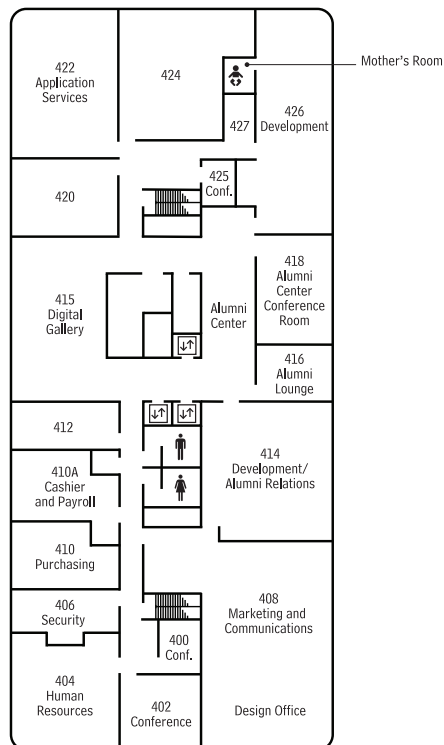 422
Application
Services
424
Mother's Room
427
426
Development
420
425
Conf.
415
Digital
Gallery
Alumni
Center
418
Alumni
Center
Conference
Room
416
Alumni
Lounge
412
410A
Cashier
and Payroll
414
Development/
Alumni Relations
410
Purchasing
406
Security
408
Marketing and
Communications
400
Conf.
404
Human
Resources
402
Conference
Design Office